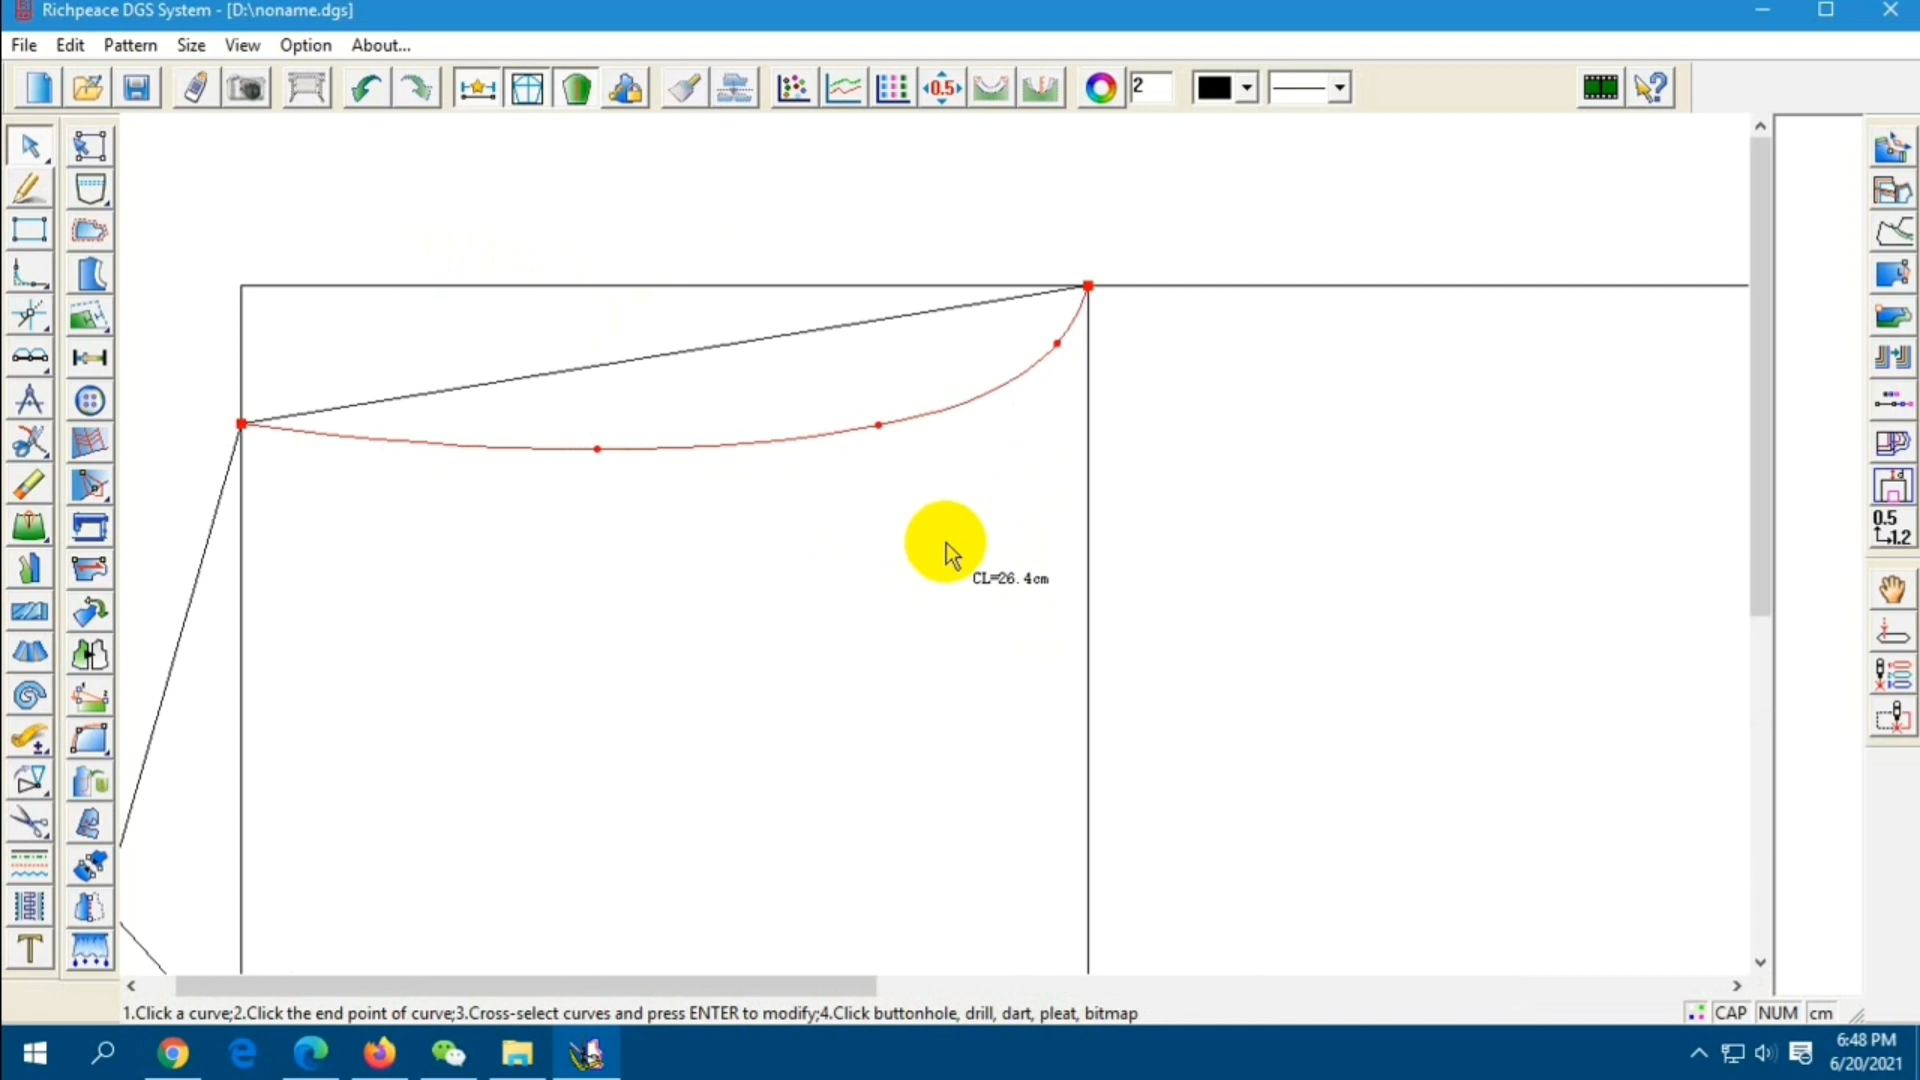 Richpeace DGS System - [D:\noname.dgs]
File Edit Pattern Size View Option About...
0.5 2
0.5
1.2
CL=26.4cm
1.Click a curve;2.Click the end point of curve;3.Cross-select curves and press ENTER to modify;4.Click buttonhole, drill, dart, pleat, bitmap
CAP NUM cm
6:48 PM
6/20/2021